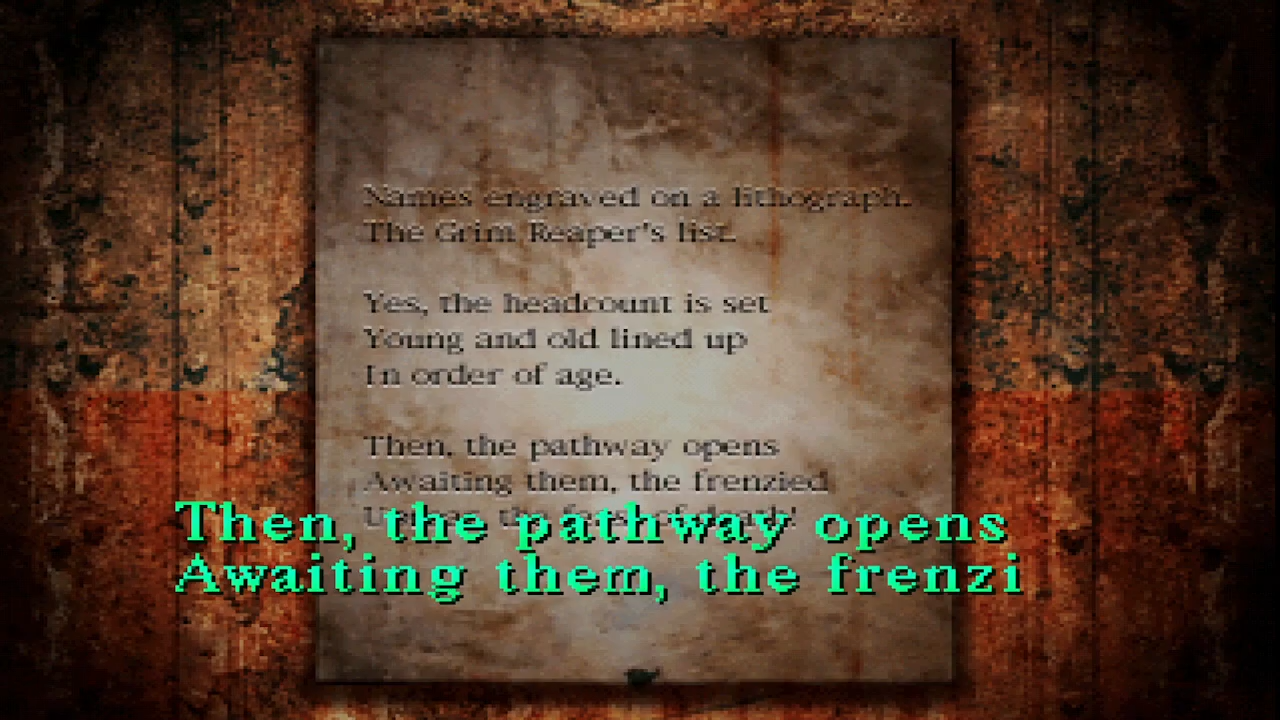 Names engraved on a lithograph.
The Grim Reaper's list.
Yes, the headcount is set
Young and old lined up
In order of age.
Then, the pathway opens
Awaiting them, the frenzied
Then, the pathway opens
Awaiting them, the frenzi